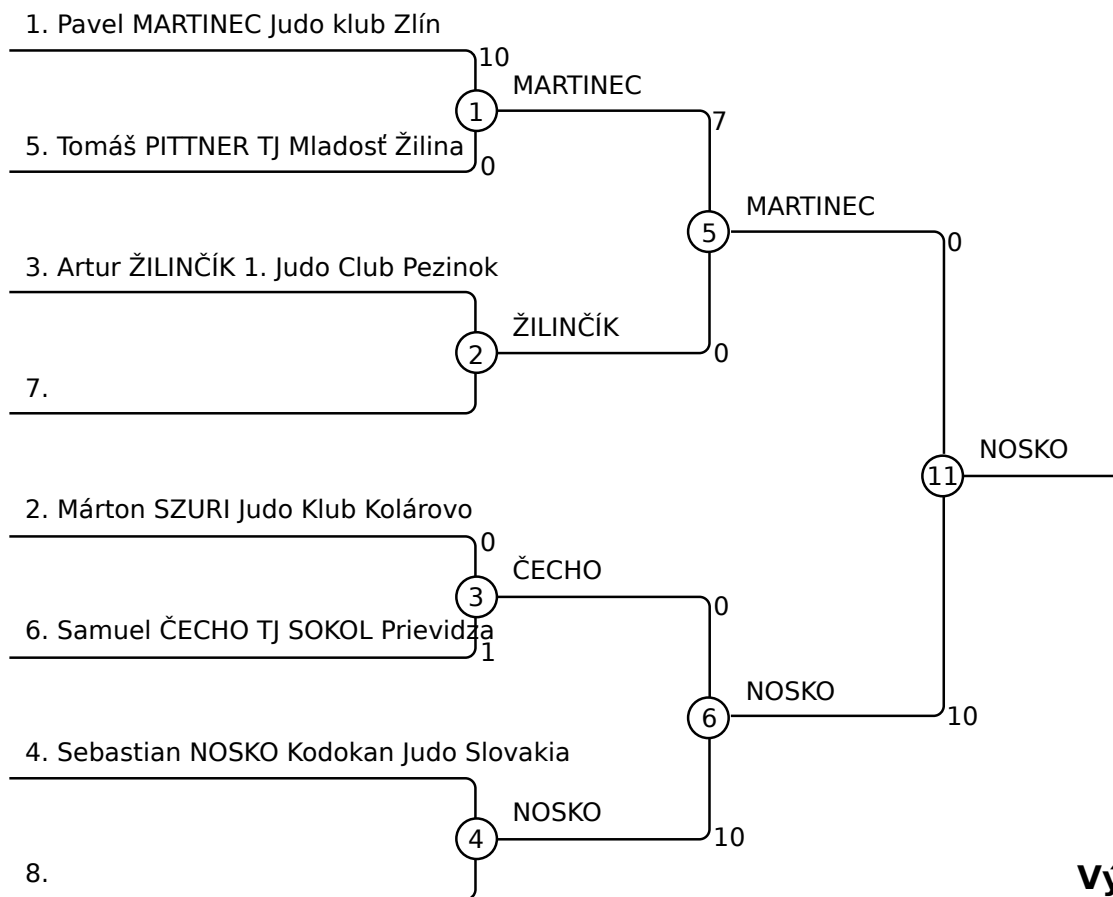 1. Pavel MARTINEC Judo klub Zlín
10
MARTINEC
1
7
5. Tomáš PITTNER TJ Mladosť Žilina
0
MARTINEC
5
0
3. Artur ŽILINČÍK 1. Judo Club Pezinok
ŽILINČÍK
2
0
7.
NOSKO
11
2. Márton SZURI Judo Klub Kolárovo
0
ČECHO
3
0
6. Samuel ČECHO TJ SOKOL Prievidza
1
NOSKO
6
10
4. Sebastian NOSKO Kodokan Judo Slovakia
NOSKO
4
10
8.
Vý